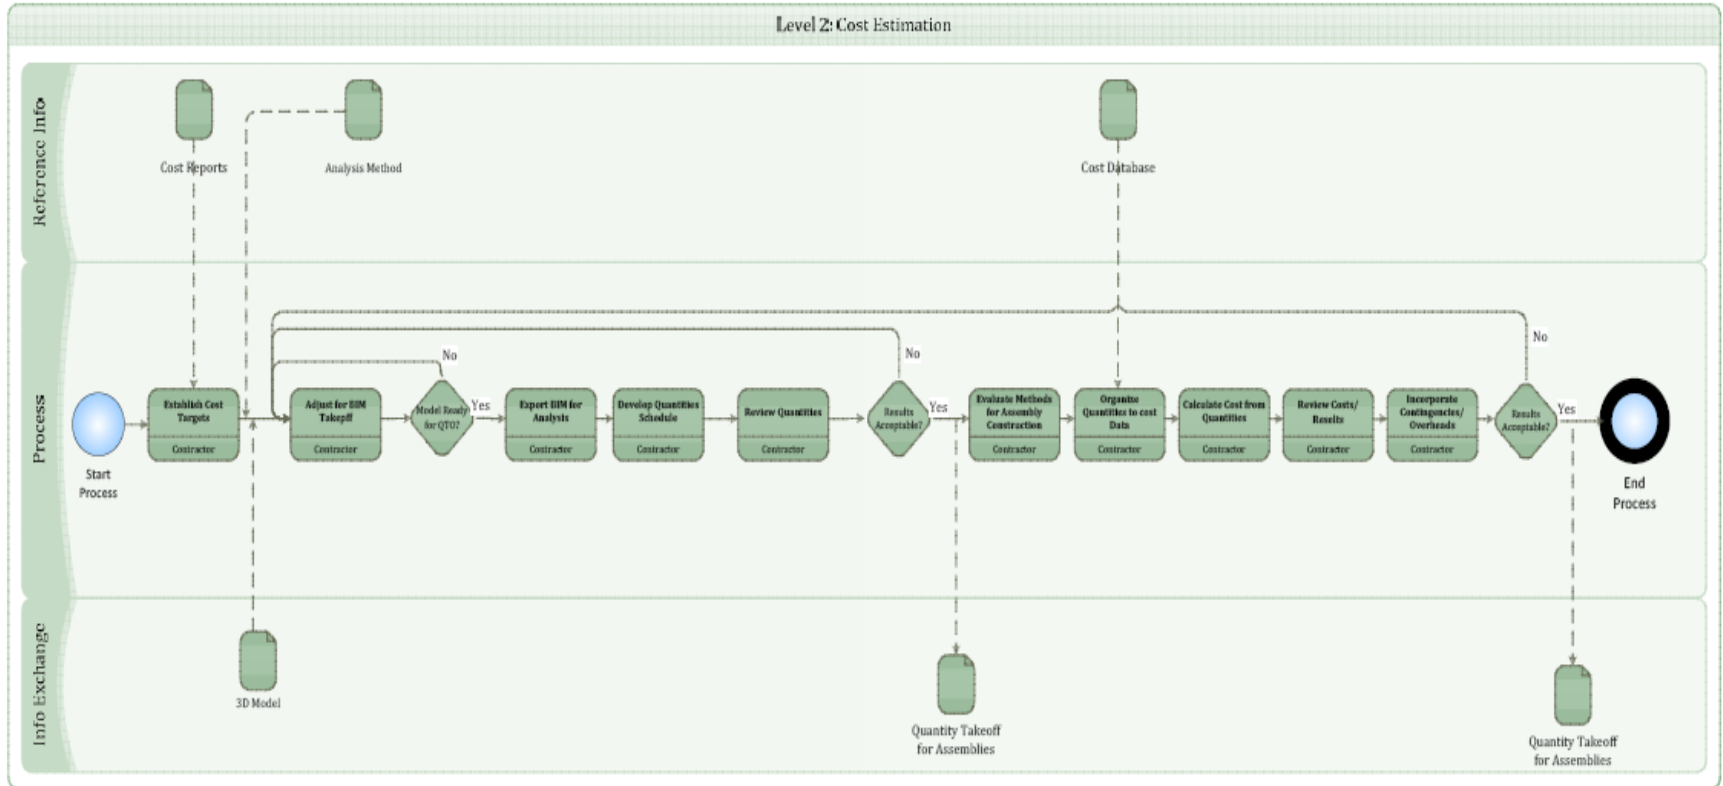 Level 2: Cost Estimation
Reference Info
Cost Reports
Analysis Method
Cost Database
Process
No
No
No
Start
Process
Establish Cost
Targets
Contractor
Adjust for BIM
Takeoff
Contractor
Model Ready
for QTO?
Yes
Export BIM for
Analysis
Contractor
Develop Quantities
Schedule
Contractor
Review Quantities
Contractor
Results
Acceptable?
Yes
Evaluate Methods
for Assembly
Construction
Contractor
Organize
Quantities to cost
Data
Contractor
Calculate Cost from
Quantities
Contractor
Review Costs/
Results
Contractor
Incorporate
Contingencies/
Overheads
Contractor
Results
Acceptable?
Yes
End
Process
Info Exchange
3D Model
Quantity Takeoff
for Assemblies
Quantity Takeoff
for Assemblies